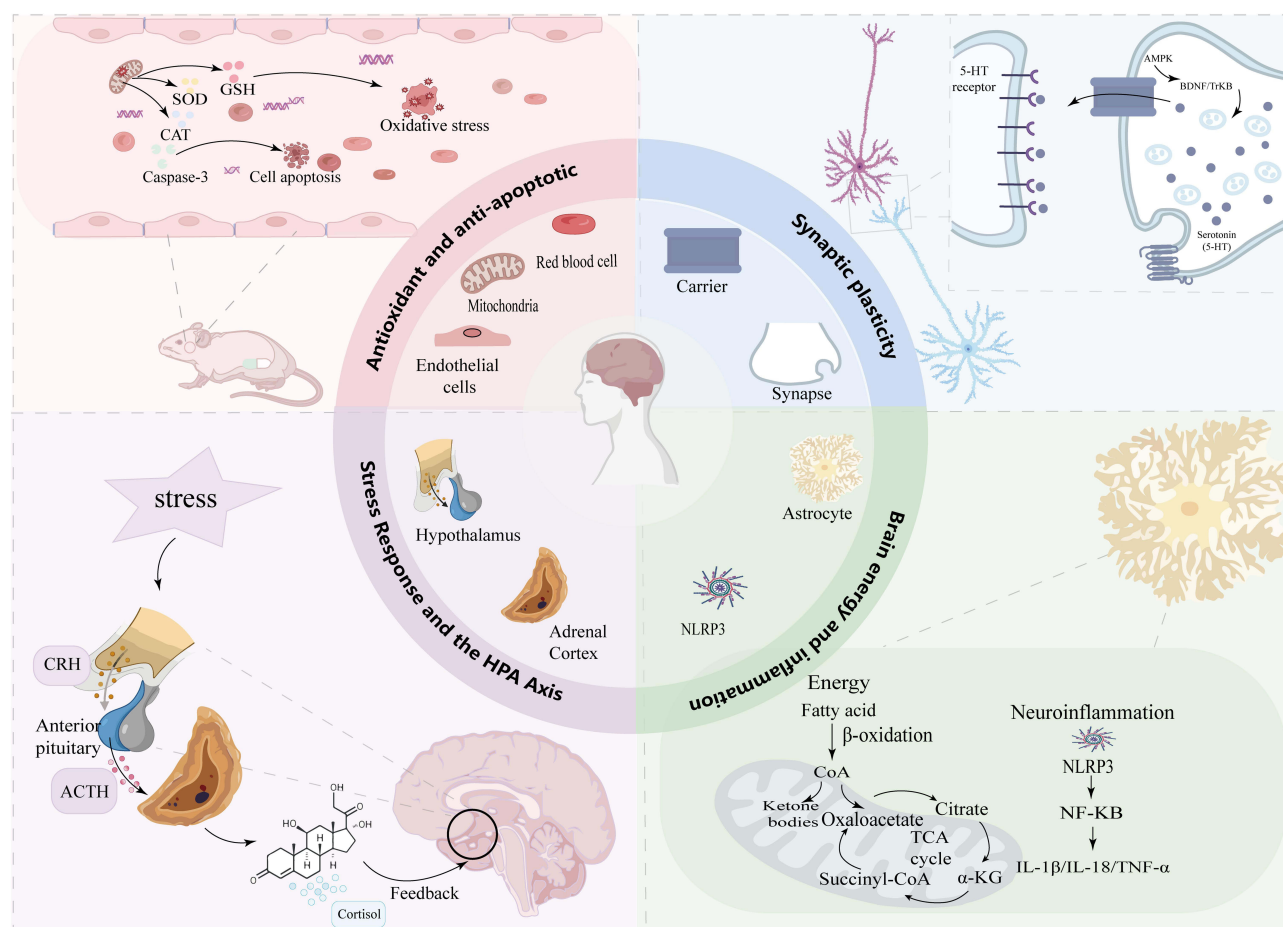 SOD
GSH
CAT
Caspase-3
Cell apoptosis
Oxidative stress
Antioxidant and anti-apoptotic
Red blood cell
Mitochondria
Endothelial
cells
Synaptic plasticity
Carrier
Synapse
5-HT
receptor
AMPK
BDNF/TrKB
Serotonin
(5-HT)
Stress Response and the HPA Axis
Hypothalamus
Adrenal
Cortex
stress
CRH
Anterior
pituitary
ACTH
Cortisol
Feedback
Brain energy and inflammation
Astrocyte
NLRP3
Energy
Fatty acid
β-oxidation
CoA
Ketone
bodies
Oxaloacetate
Citrate
TCA
cycle
Succinyl-CoA
α-KG
Neuroinflammation
NLRP3
NF-KB
IL-1β/IL-18/TNF-α
O
HO
H
H
H
OH
O
OH